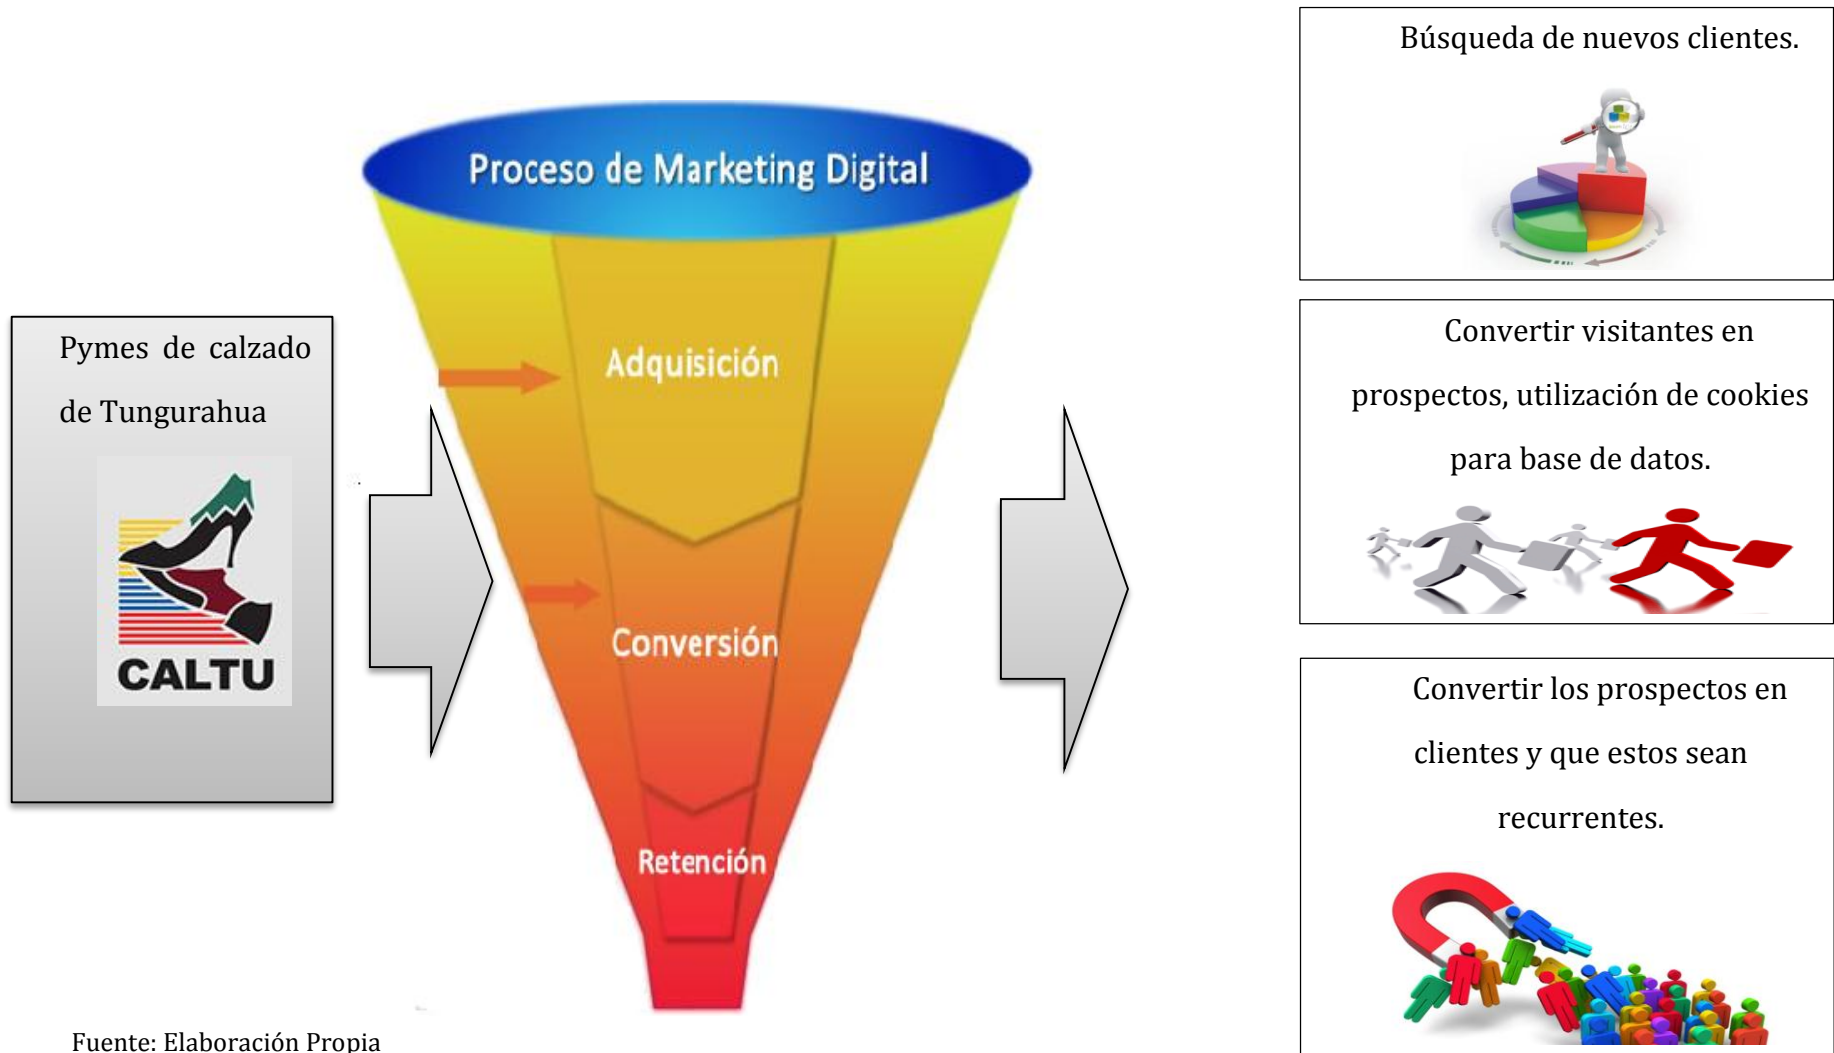 Pymes de calzado
de Tungurahua
CALTU
Proceso de Marketing Digital
Adquisición
Conversión
Retención
Búsqueda de nuevos clientes.
Convertir visitantes en
prospectos, utilización de cookies
para base de datos.
Convertir los prospectos en
clientes y que estos sean
recurrentes.
Fuente: Elaboración Propia